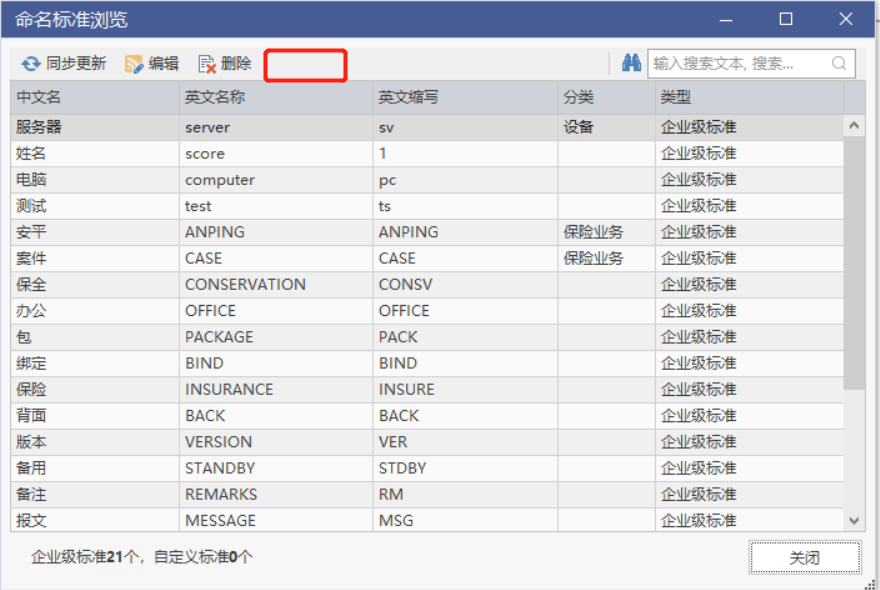 命名标准浏览
同步更新 编辑 删除 输入搜索文本, 搜索...
中文名 英文名称 英文缩写 分类 类型
服务器 server sv 设备 企业级标准
姓名 score 1 企业级标准
电脑 computer pc 企业级标准
测试 test ts 企业级标准
安平 ANPING ANPING 保险业务 企业级标准
案件 CASE CASE 保险业务 企业级标准
保全 CONSERVATION CONSV 企业级标准
办公 OFFICE OFFICE 企业级标准
包 PACKAGE PACK 企业级标准
绑定 BIND BIND 企业级标准
保险 INSURANCE INSURE 企业级标准
背面 BACK BACK 企业级标准
版本 VERSION VER 企业级标准
备用 STANDBY STDBY 企业级标准
备注 REMARKS RM 企业级标准
报文 MESSAGE MSG 企业级标准
企业级标准21个，自定义标准0个 关闭